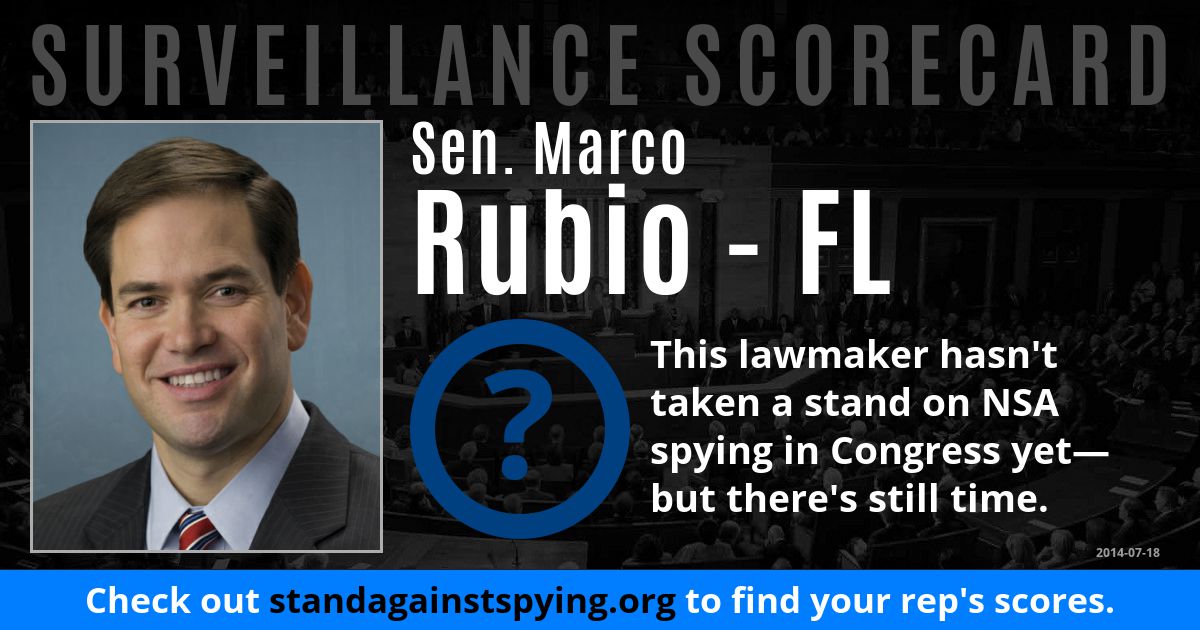 SURVEILLANCE SCORECARD
Sen. Marco
Rubio - FL
?
This lawmaker hasn't
taken a stand on NSA
spying in Congress yet—
but there's still time.
2014-07-18
Check out standagainstspying.org to find your rep's scores.